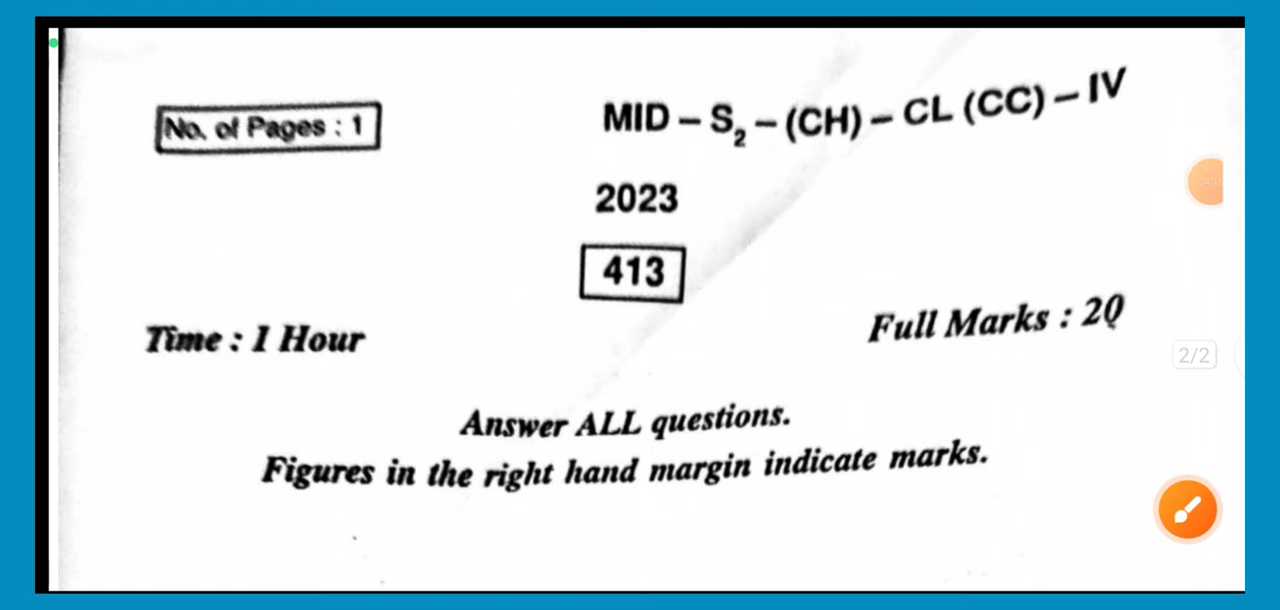 No. of Pages : 1
MID – S₂ – (CH) – CL (CC) – IV
2023
413
Time : 1 Hour
Full Marks : 20
2/2
Answer ALL questions.
Figures in the right hand margin indicate marks.